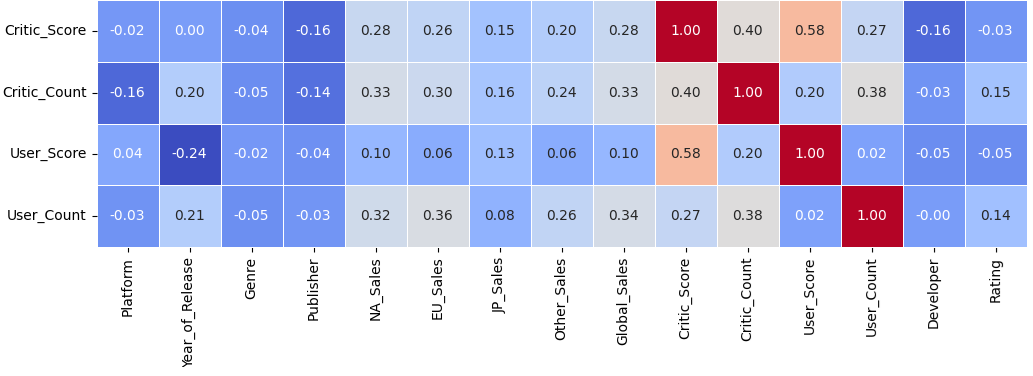 Critic_Score -0.02 0.00 -0.04 -0.16 0.28 0.26 0.15 0.20 0.28 1.00 0.40 0.58 0.27 -0.16 -0.03
Critic_Count -0.16 0.20 -0.05 -0.14 0.33 0.30 0.16 0.24 0.33 0.40 1.00 0.20 0.38 -0.03 0.15
User_Score 0.04 -0.24 -0.02 -0.04 0.10 0.06 0.13 0.06 0.10 0.58 0.20 1.00 0.02 -0.05 -0.05
User_Count -0.03 0.21 -0.05 -0.03 0.32 0.36 0.08 0.26 0.34 0.27 0.38 0.02 1.00 -0.00 0.14
Platform
Year_of_Release
Genre
Publisher
NA_Sales
EU_Sales
JP_Sales
Other_Sales
Global_Sales
Critic_Score
Critic_Count
User_Score
User_Count
Developer
Rating